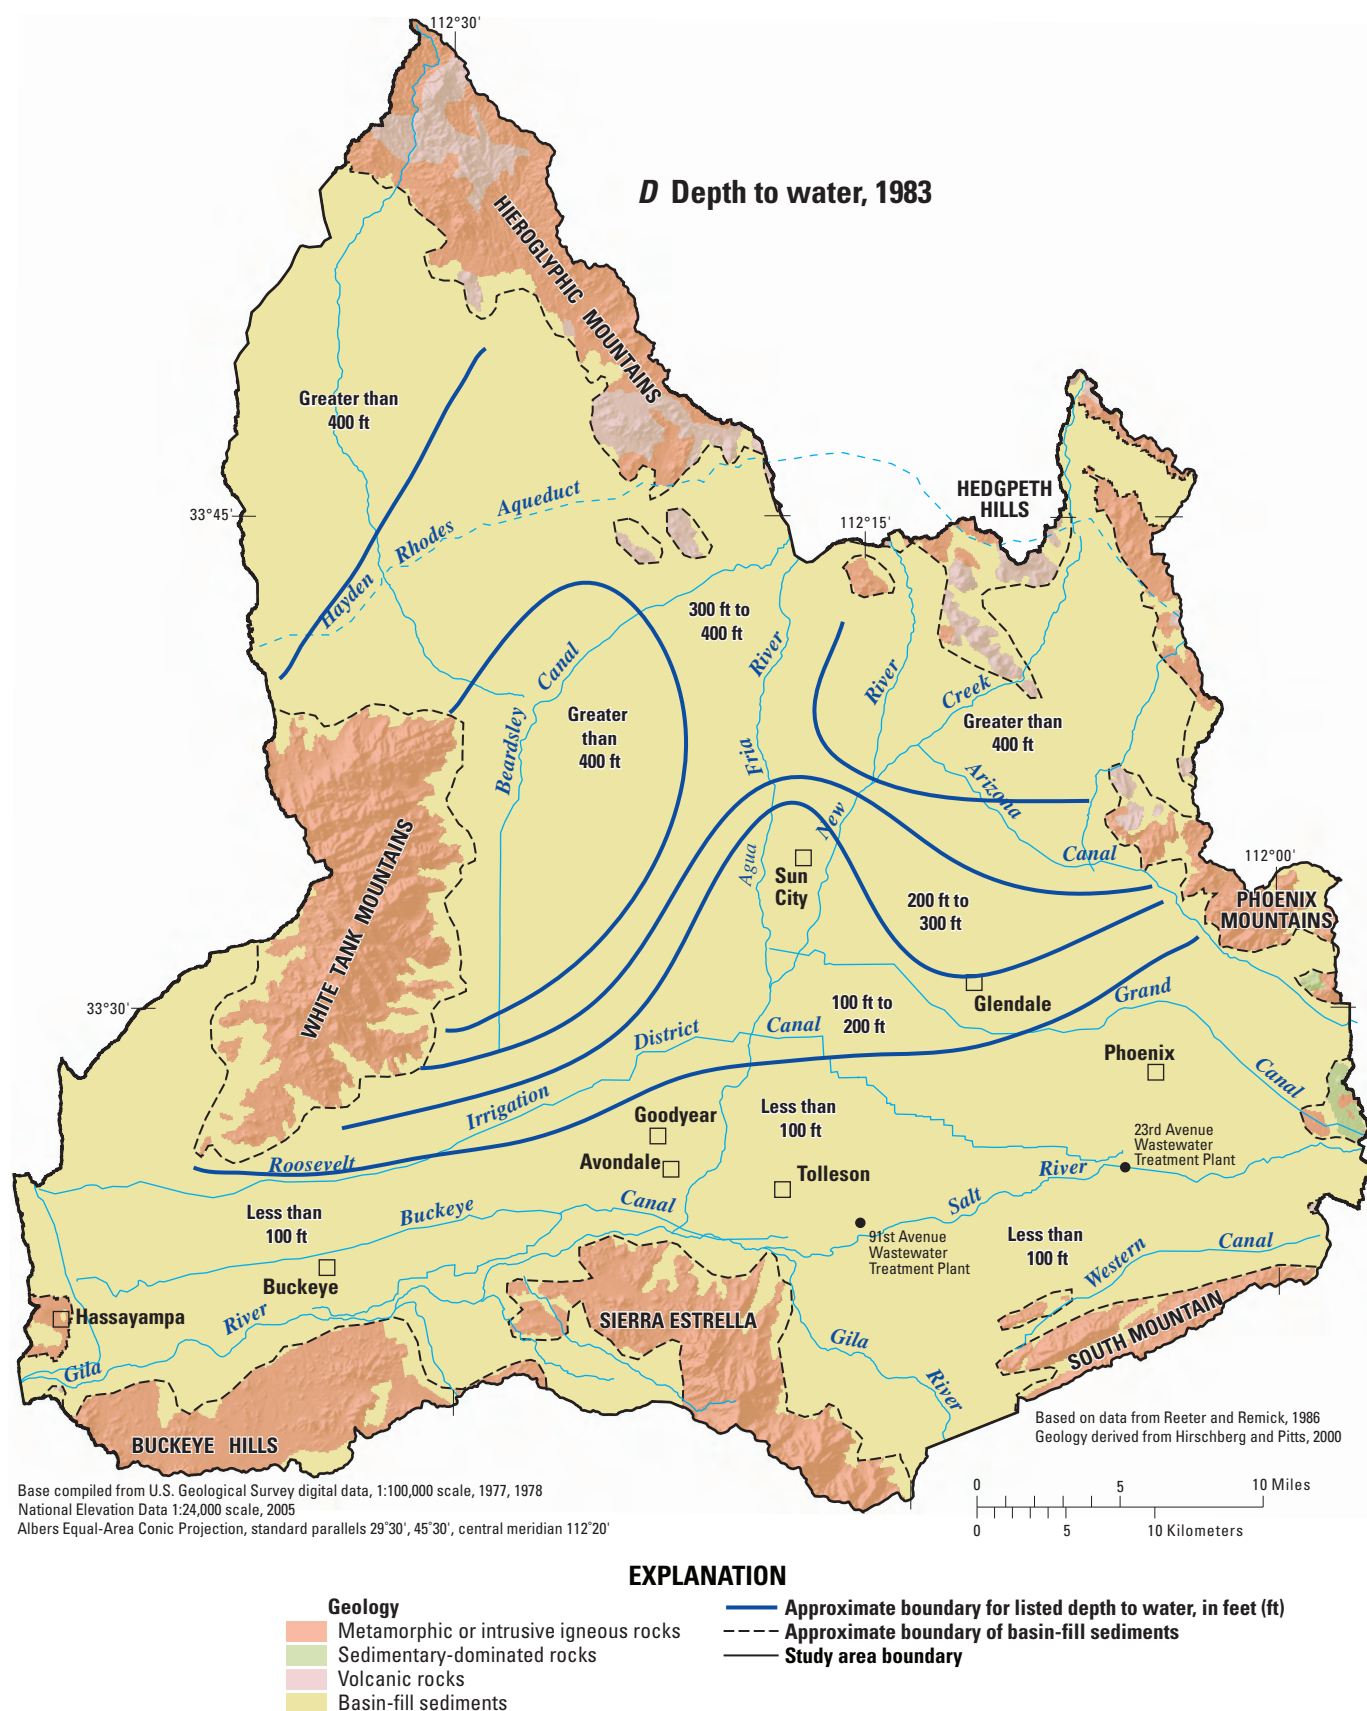 112°30'
D Depth to water, 1983
HIEROGLYPHIC MOUNTAINS
Greater than
400 ft
HEDGPETH
HILLS
33°45'
Hayden Rhodes Aqueduct
112°15'
300 ft to
400 ft
River
River
Creek
Beardsley Canal
Greater
than
400 ft
Greater than
400 ft
Agua Fria
New
Arizona
Canal
112°00'
WHITE TANK MOUNTAINS
Sun
City
200 ft to
300 ft
PHOENIX
MOUNTAINS
33°30'
100 ft to
200 ft
Glendale
Grand
Canal
Roosevelt Irrigation District Canal
Phoenix
Less than
100 ft
Goodyear
Avondale
Tolleson
23rd Avenue
Wastewater
Treatment Plant
Salt River
Less than
100 ft
Buckeye Canal
91st Avenue
Wastewater
Treatment Plant
Less than
100 ft
Western Canal
Buckeye
Hassayampa
Gila River
SIERRA ESTRELLA
Gila River
SOUTH MOUNTAIN
BUCKEYE HILLS
Based on data from Reeter and Remick, 1986
Geology derived from Hirschberg and Pitts, 2000
Base compiled from U.S. Geological Survey digital data, 1:100,000 scale, 1977, 1978
National Elevation Data 1:24,000 scale, 2005
Albers Equal-Area Conic Projection, standard parallels 29°30', 45°30', central meridian 112°20'
0 5 10 Miles
0 5 10 Kilometers
EXPLANATION
Geology
Metamorphic or intrusive igneous rocks
Sedimentary-dominated rocks
Volcanic rocks
Basin-fill sediments
Approximate boundary for listed depth to water, in feet (ft)
Approximate boundary of basin-fill sediments
Study area boundary